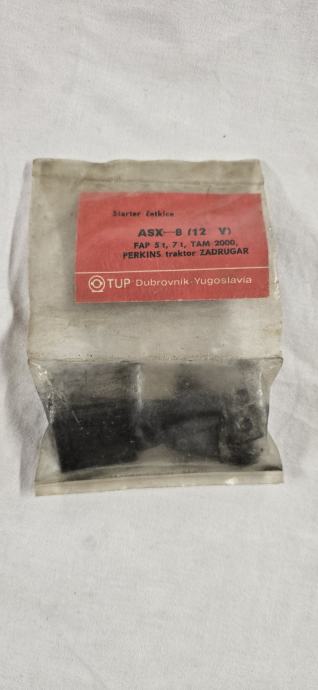 Starter četkice
ASX-8 (12 V)
FAP 5 t, 7 t, TAM 2000,
PERKINS traktor ZADRUGAR
TUP Dubrovnik-Yugoslavia